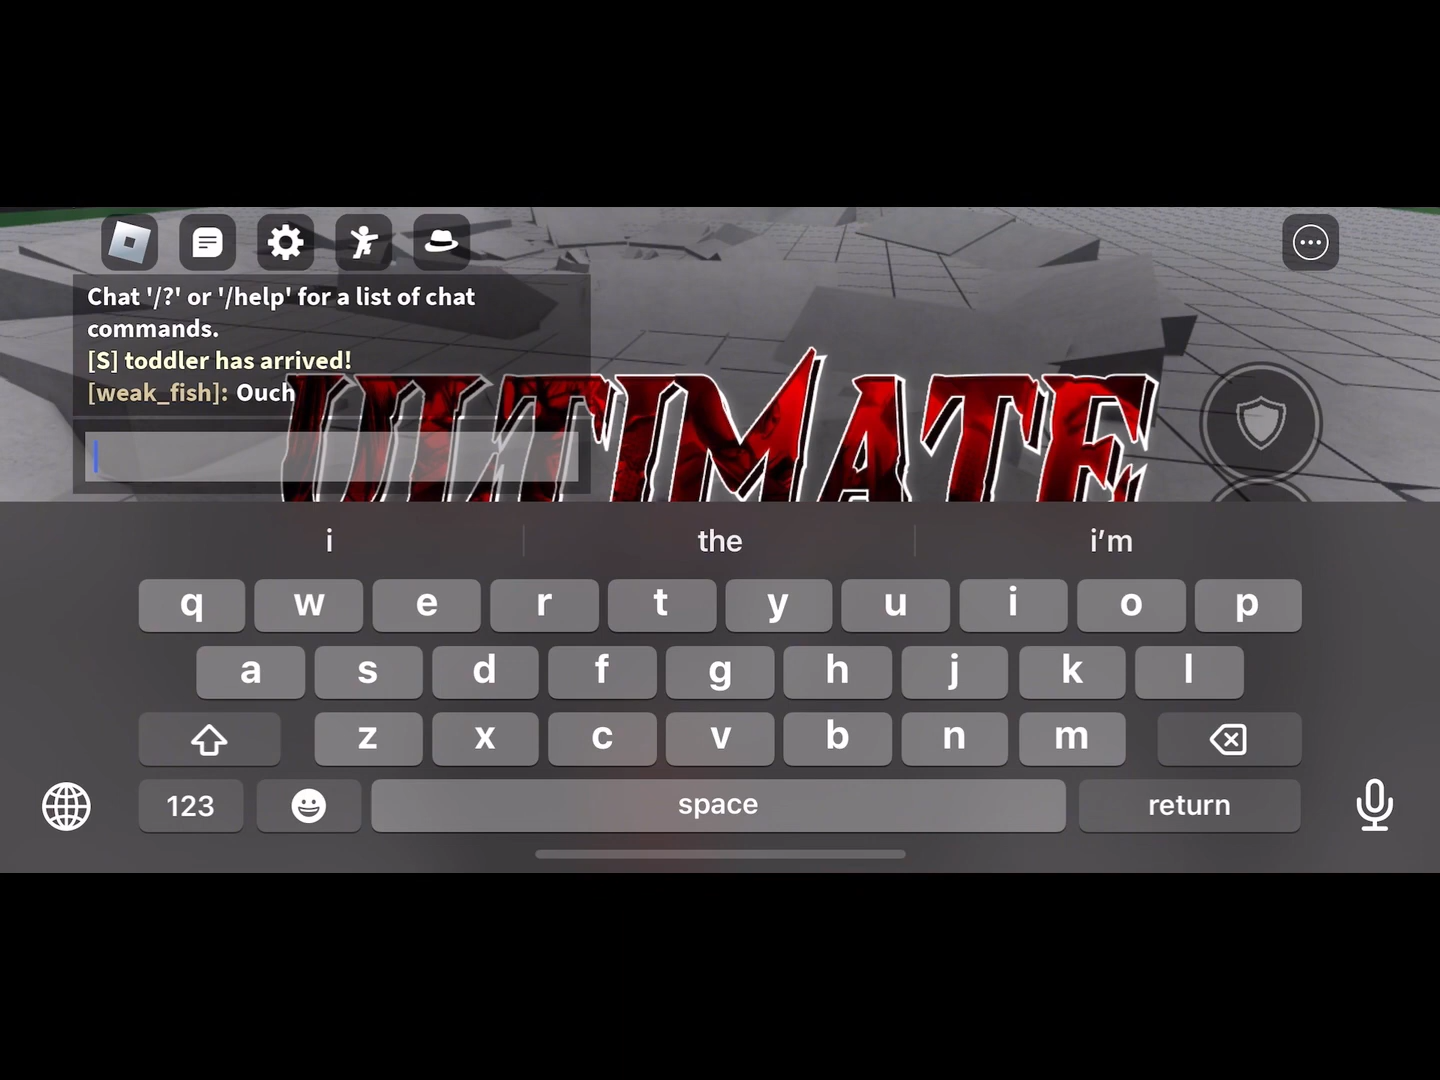 Chat '/?' or '/help' for a list of chat
commands.
[S] toddler has arrived!
[weak_fish]: Ouch
ULTIMATE
i the i'm
q w e r t y u i o p
a s d f g h j k l
z x c v b n m
123 space return